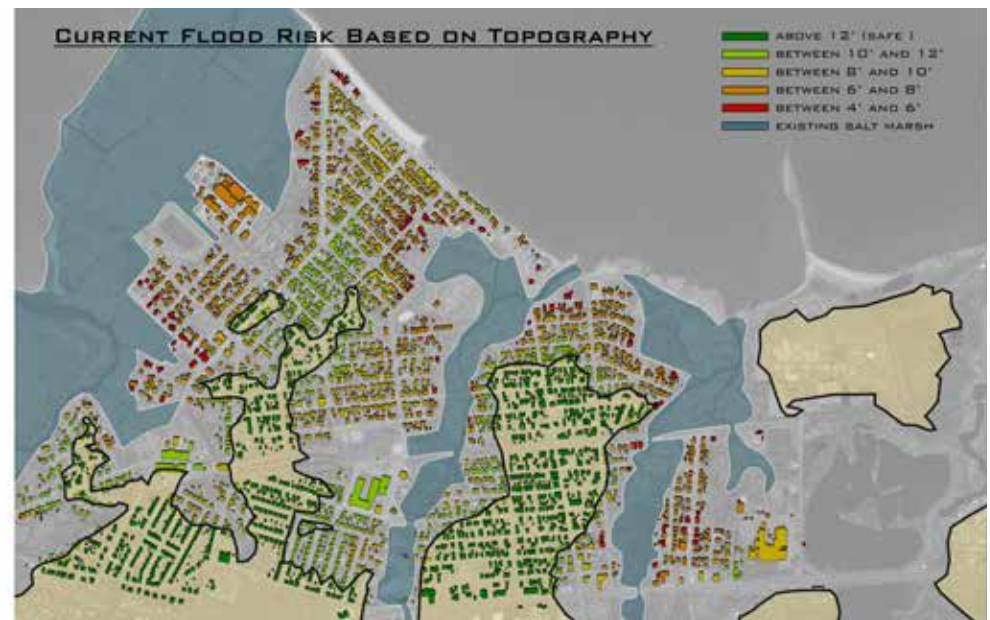 CURRENT FLOOD RISK BASED ON TOPOGRAPHY
ABOVE 12' (SAFE )
BETWEEN 10' AND 12'
BETWEEN 8' AND 10'
BETWEEN 6' AND 8'
BETWEEN 4' AND 6'
EXISTING SALT MARSH